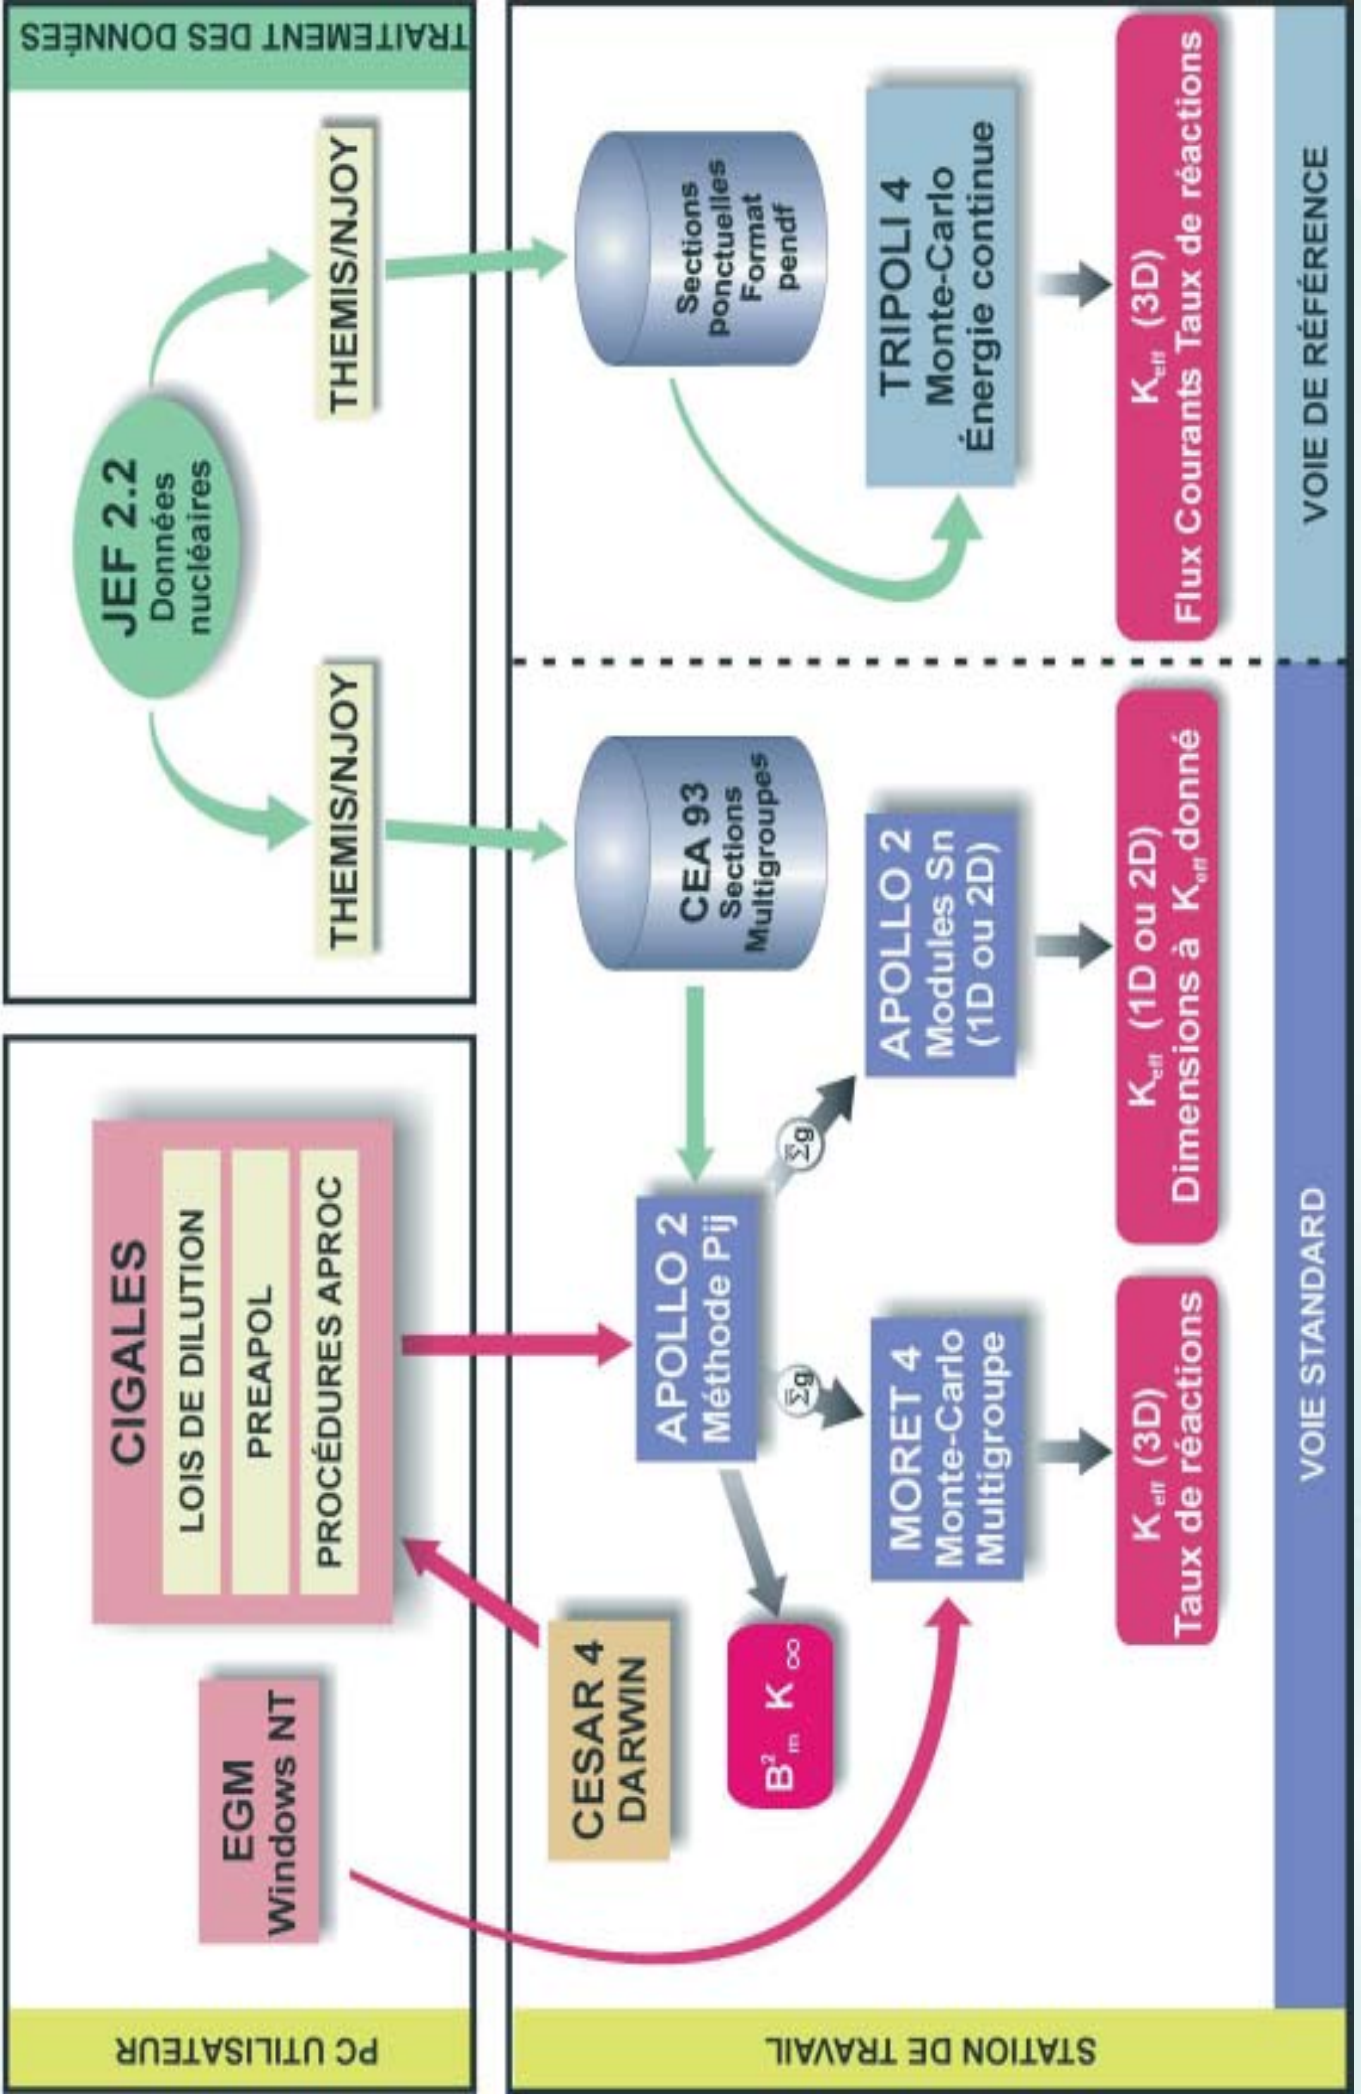 PC UTILISATEUR
EGM
Windows NT
CIGALES
LOIS DE DILUTION
PREAPOL
PROCÉDURES APROC
TRAITEMENT DES DONNÉES
JEF 2.2
Données
nucléaires
THEMIS/NJOY
THEMIS/NJOY
STATION DE TRAVAIL
CESAR 4
DARWIN
APOLLO 2
Méthode Pij
CEA 93
Sections
Multigroupes
Sections
ponctuelles
Format
pendf
B²m K ∞
Σg
Σg
MORET 4
Monte-Carlo
Multigroupe
APOLLO 2
Modules Sn
(1D ou 2D)
TRIPOLI 4
Monte-Carlo
Énergie continue
Keff (3D)
Taux de réactions
Keff (1D ou 2D)
Dimensions à Keff donné
Keff (3D)
Flux Courants Taux de réactions
VOIE STANDARD
VOIE DE RÉFÉRENCE